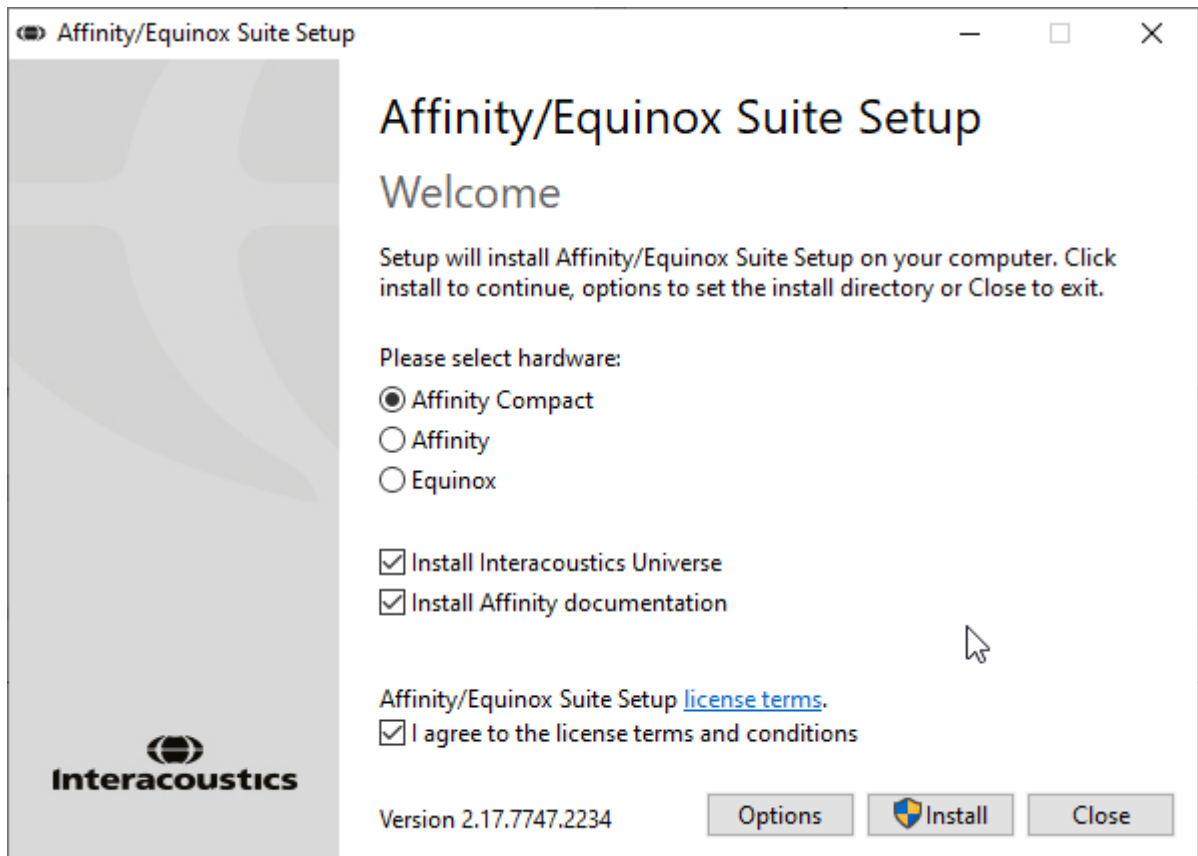 Affinity/Equinox Suite Setup
Affinity/Equinox Suite Setup
Welcome
Setup will install Affinity/Equinox Suite Setup on your computer. Click
install to continue, options to set the install directory or Close to exit.
Please select hardware:
Affinity Compact
Affinity
Equinox
Install Interacoustics Universe
Install Affinity documentation
Affinity/Equinox Suite Setup license terms.
I agree to the license terms and conditions
Interacoustics
Version 2.17.7747.2234
Options
Install
Close